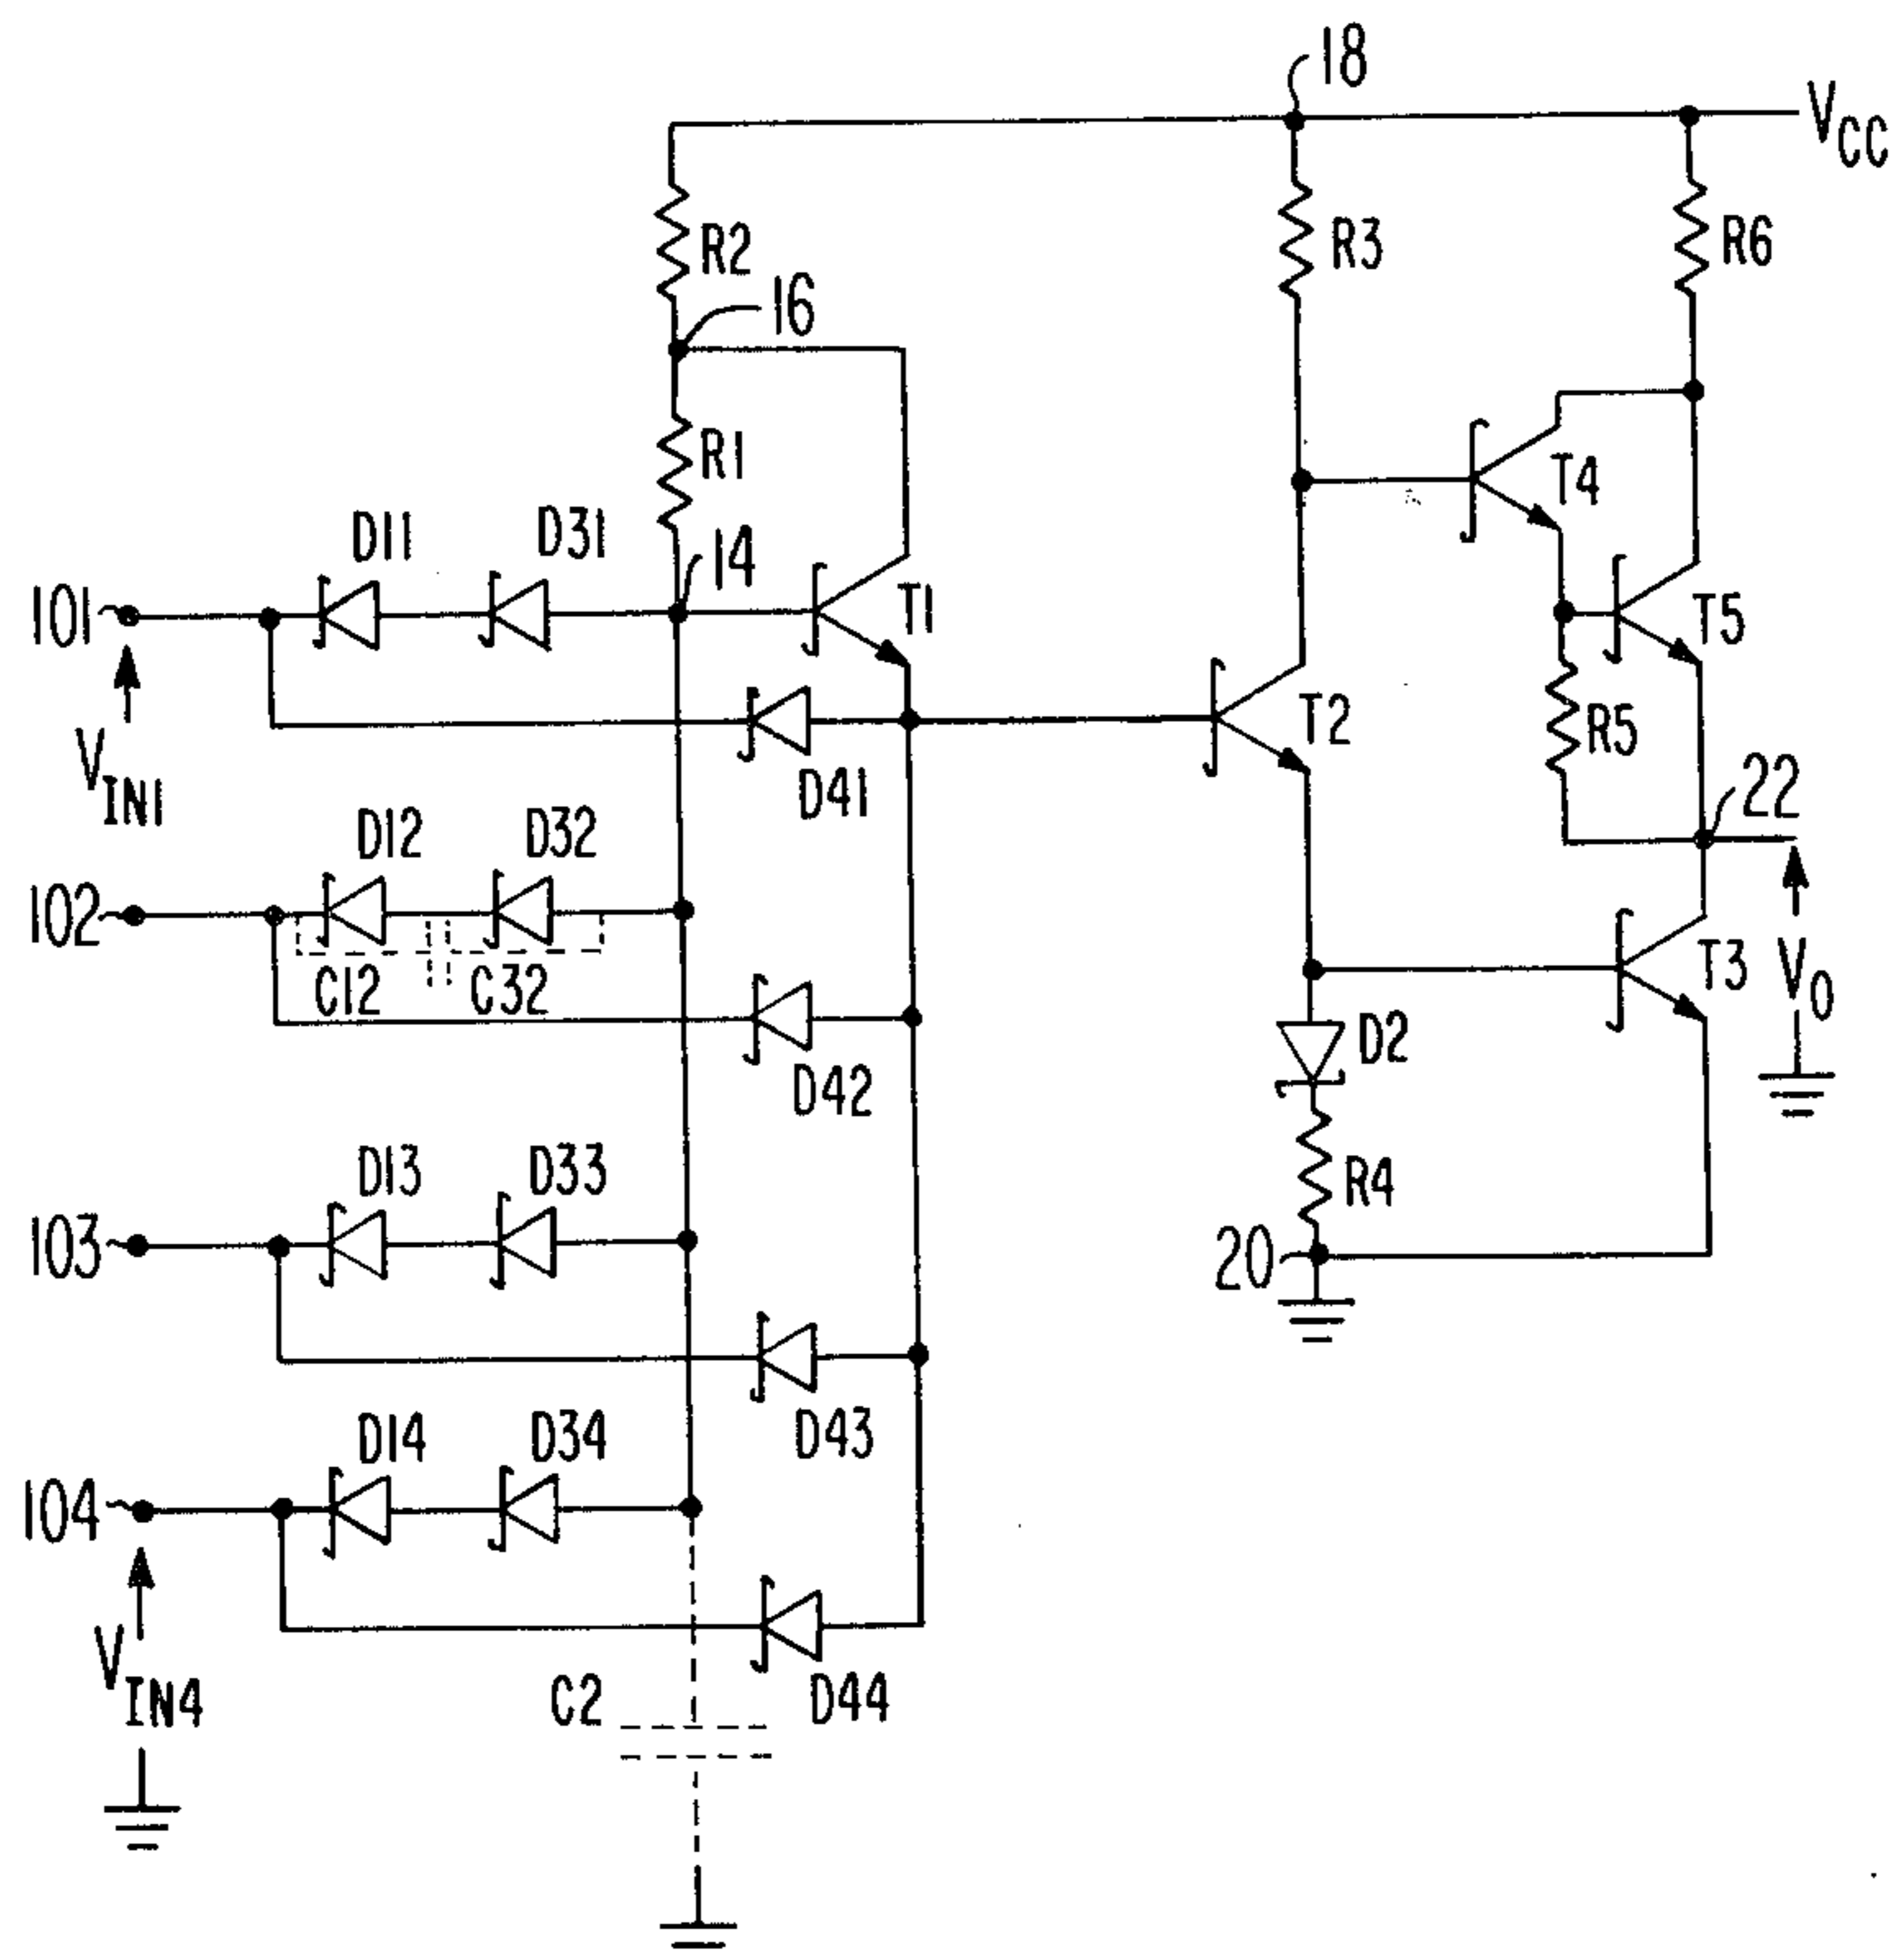 18
VCC
R2
R3
R6
16
R1
T4
D11
D31
14
101
T1
T5
VIN1
D41
T2
R5
22
D12
D32
102
C12
C32
T3
VO
D42
D2
D13
D33
R4
103
20
D43
D14
D34
104
VIN4
C2
D44